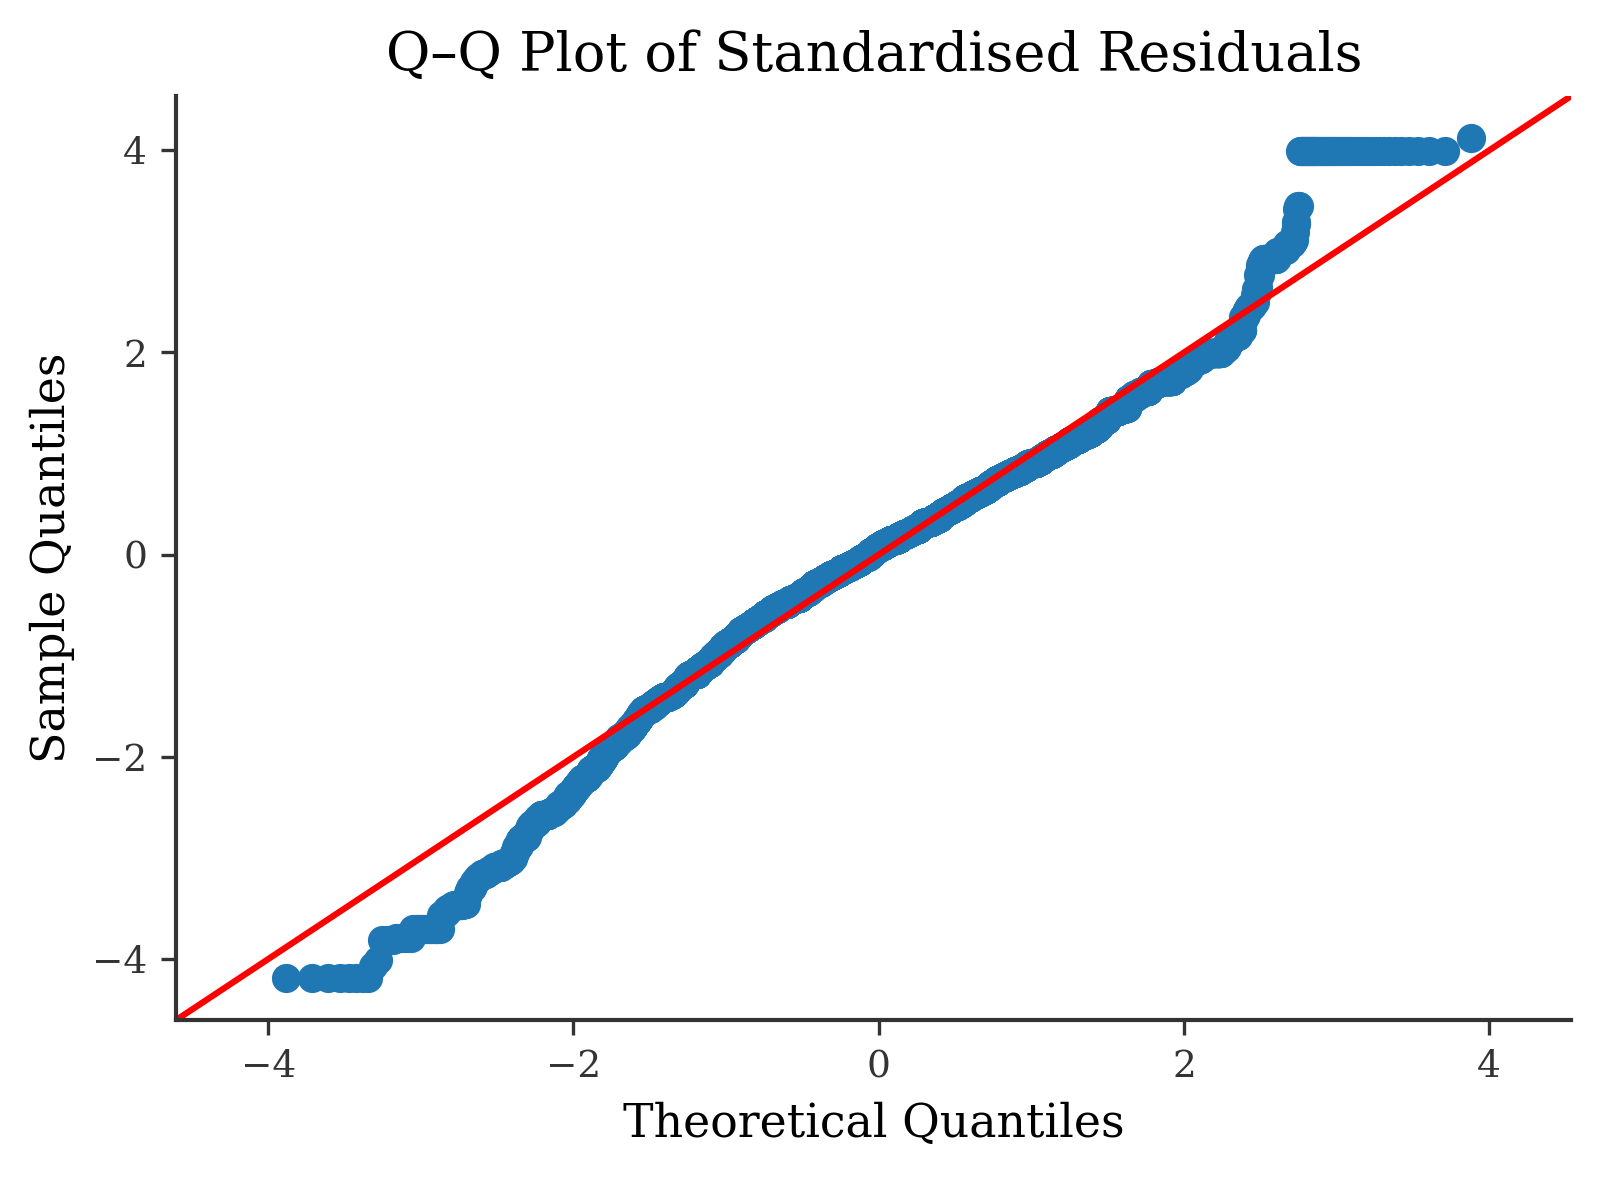 Q–Q Plot of Standardised Residuals
4
2
0
−2
−4
Sample Quantiles
−4 −2 0 2 4
Theoretical Quantiles